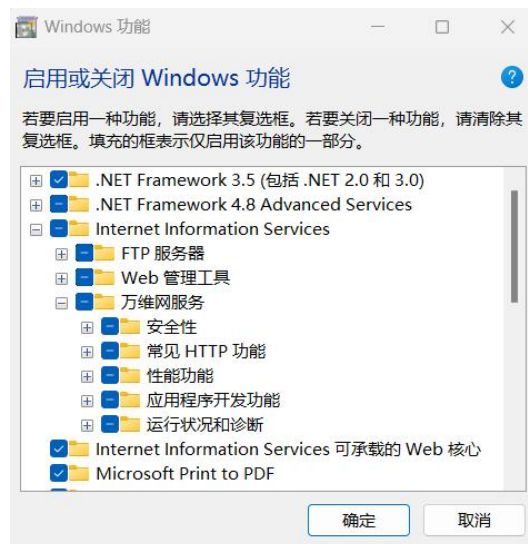 Windows 功能
启用或关闭 Windows 功能
若要启用一种功能，请选择其复选框。若要关闭一种功能，请清除其
复选框。填充的框表示仅启用该功能的一部分。
.NET Framework 3.5 (包括 .NET 2.0 和 3.0)
.NET Framework 4.8 Advanced Services
Internet Information Services
FTP 服务器
Web 管理工具
万维网服务
安全性
常见 HTTP 功能
性能功能
应用程序开发功能
运行状况和诊断
Internet Information Services 可承载的 Web 核心
Microsoft Print to PDF
确定
取消